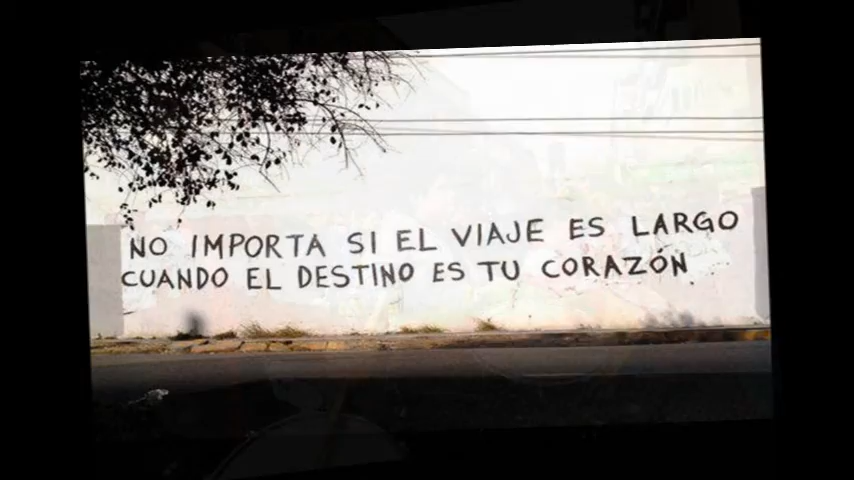 NO IMPORTA SI EL VIAJE ES LARGO
CUANDO EL DESTINO ES TU CORAZÓN.